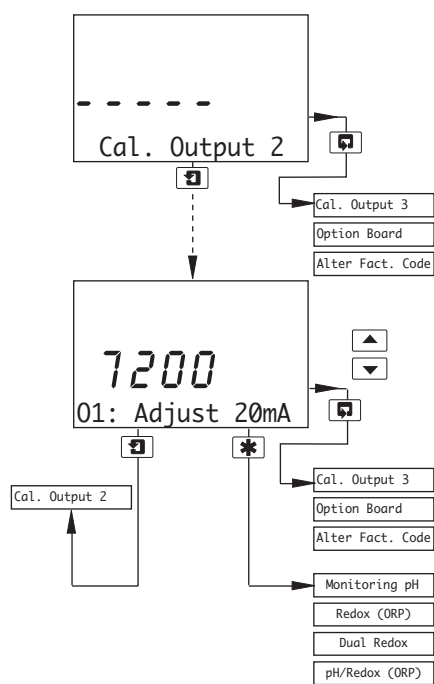 - - - - -
Cal. Output 2
Cal. Output 3
Option Board
Alter Fact. Code
7200
01: Adjust 20mA
Cal. Output 2
Cal. Output 3
Option Board
Alter Fact. Code
Monitoring pH
Redox (ORP)
Dual Redox
pH/Redox (ORP)